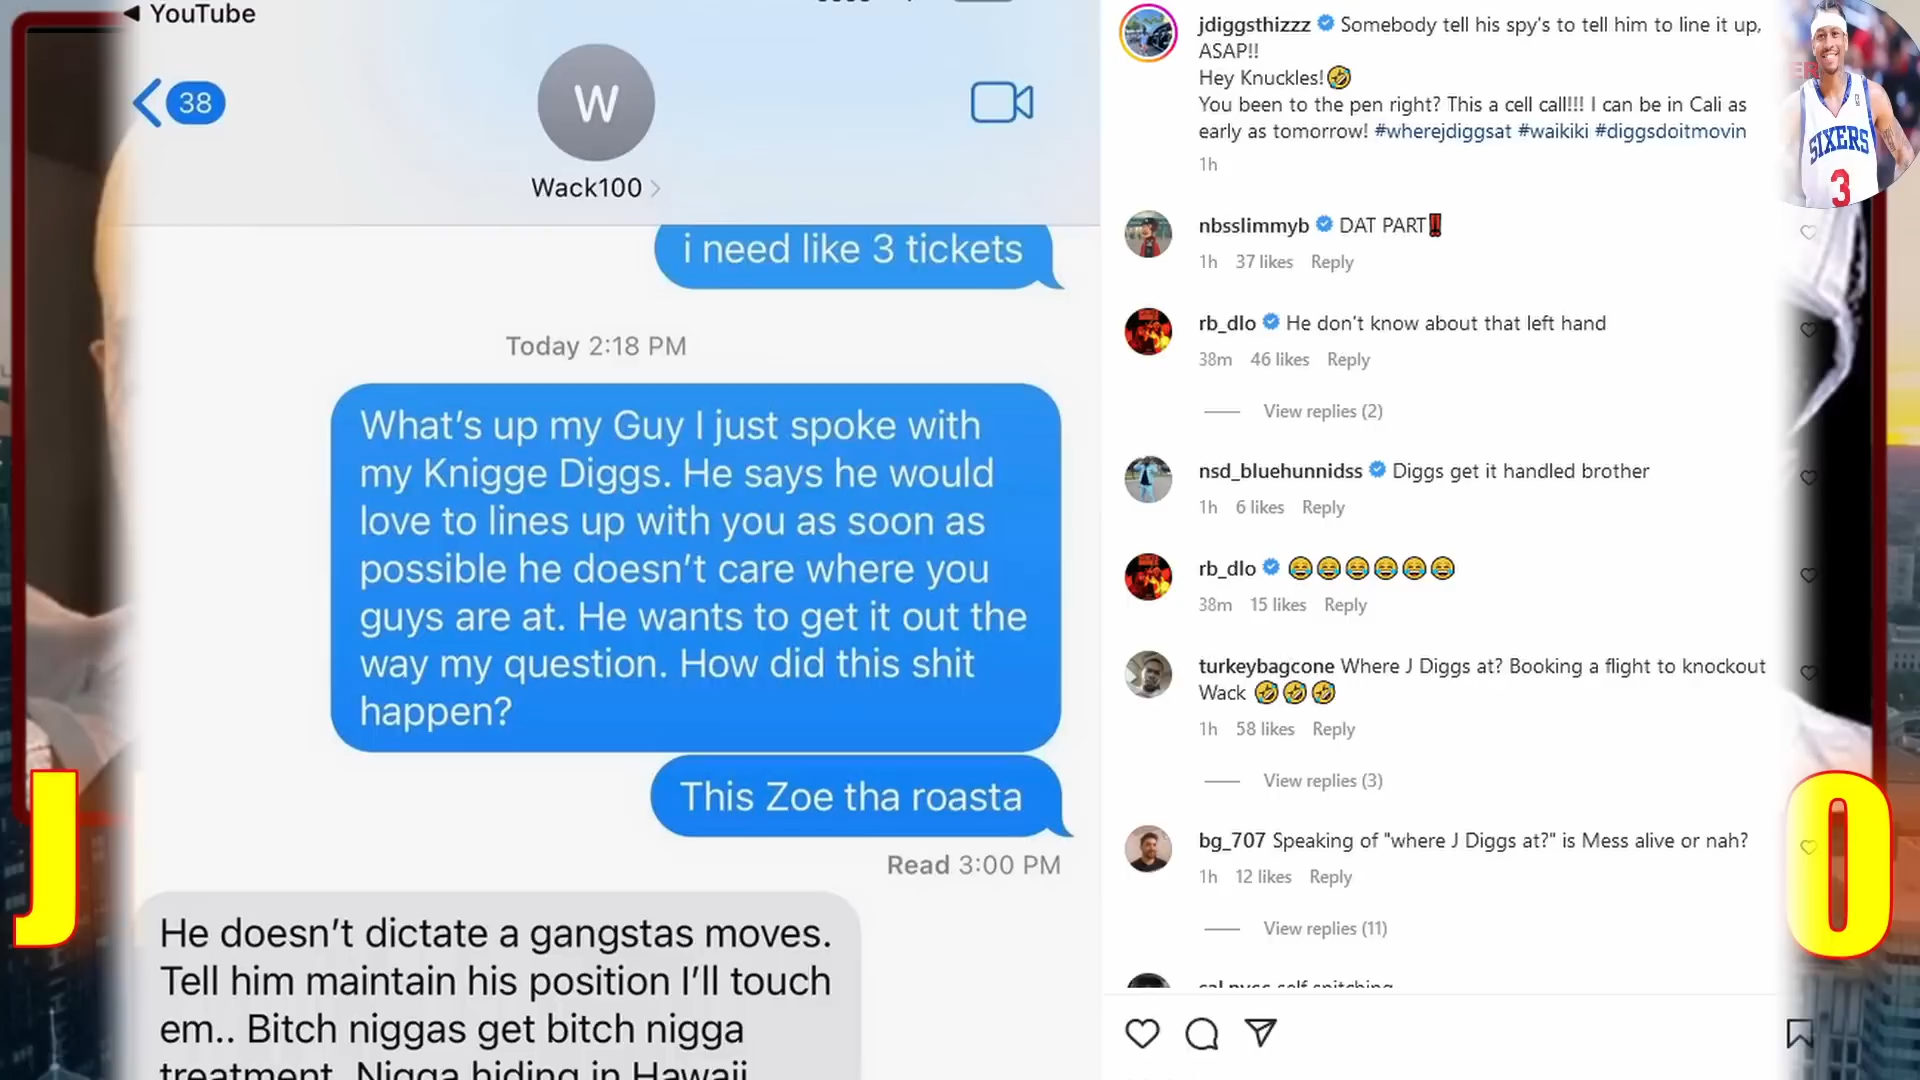 YouTube
38
W
Wack100
i need like 3 tickets
Today 2:18 PM
What's up my Guy I just spoke with
my Knigge Diggs. He says he would
love to lines up with you as soon as
possible he doesn't care where you
guys are at. He wants to get it out the
way my question. How did this shit
happen?
This Zoe tha roasta
Read 3:00 PM
He doesn't dictate a gangstas moves.
Tell him maintain his position I'll touch
em.. Bitch niggas get bitch nigga
treatment. Nigga hiding in Hawaii
jdiggsthizzz Somebody tell his spy's to tell him to line it up,
ASAP!!
Hey Knuckles!🤣
You been to the pen right? This a cell call!!! I can be in Cali as
early as tomorrow! #wherejdiggsat #waikiki #diggsdoitmovin
1h
nbsslimmyb DAT PART‼️
1h 37 likes Reply
rb_dlo He don't know about that left hand
38m 46 likes Reply
View replies (2)
nsd_bluehunnidss Diggs get it handled brother
1h 6 likes Reply
rb_dlo 😂😂😂😂😂😂
38m 15 likes Reply
turkeybagcone Where J Diggs at? Booking a flight to knockout
Wack 🤣🤣🤣
1h 58 likes Reply
View replies (3)
bg_707 Speaking of "where J Diggs at?" is Mess alive or nah?
1h 12 likes Reply
View replies (11)
self snitching
SIXERS
3
J
O